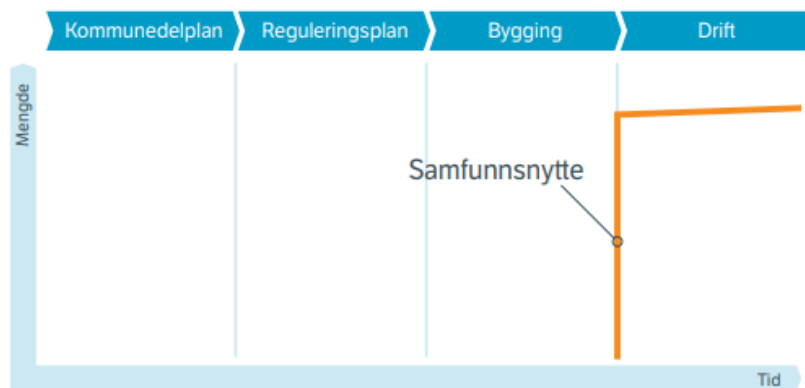 Kommunedelplan
Reguleringsplan
Bygging
Drift
Mengde
Samfunnsnytte
Tid